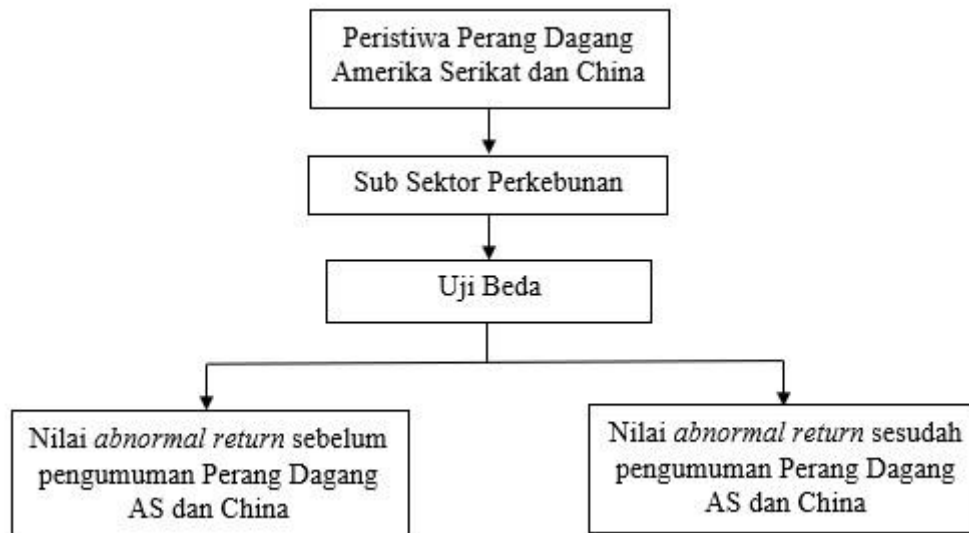 Peristiwa Perang Dagang
Amerika Serikat dan China
Sub Sektor Perkebunan
Uji Beda
Nilai abnormal return sebelum
pengumuman Perang Dagang
AS dan China
Nilai abnormal return sesudah
pengumuman Perang Dagang
AS dan China